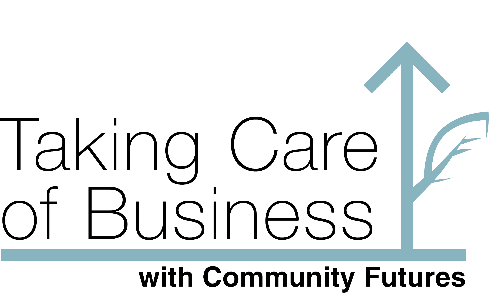 Taking Care
of Business
with Community Futures